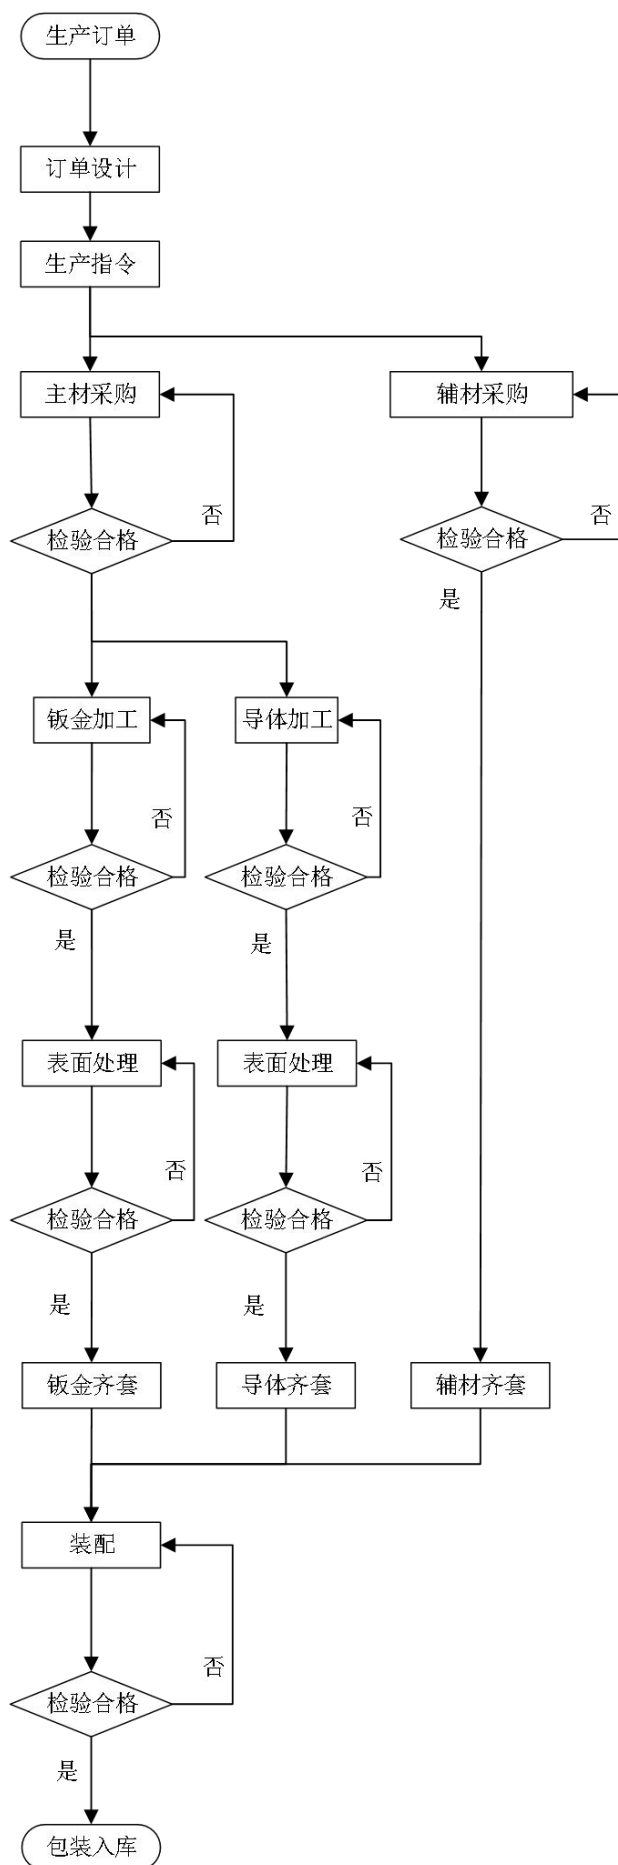 生产订单
订单设计
生产指令
主材采购
辅材采购
否
否
检验合格
检验合格
是
钣金加工
导体加工
否
否
检验合格
检验合格
是
是
表面处理
表面处理
否
否
检验合格
检验合格
是
是
钣金齐套
导体齐套
辅材齐套
装配
否
检验合格
是
包装入库